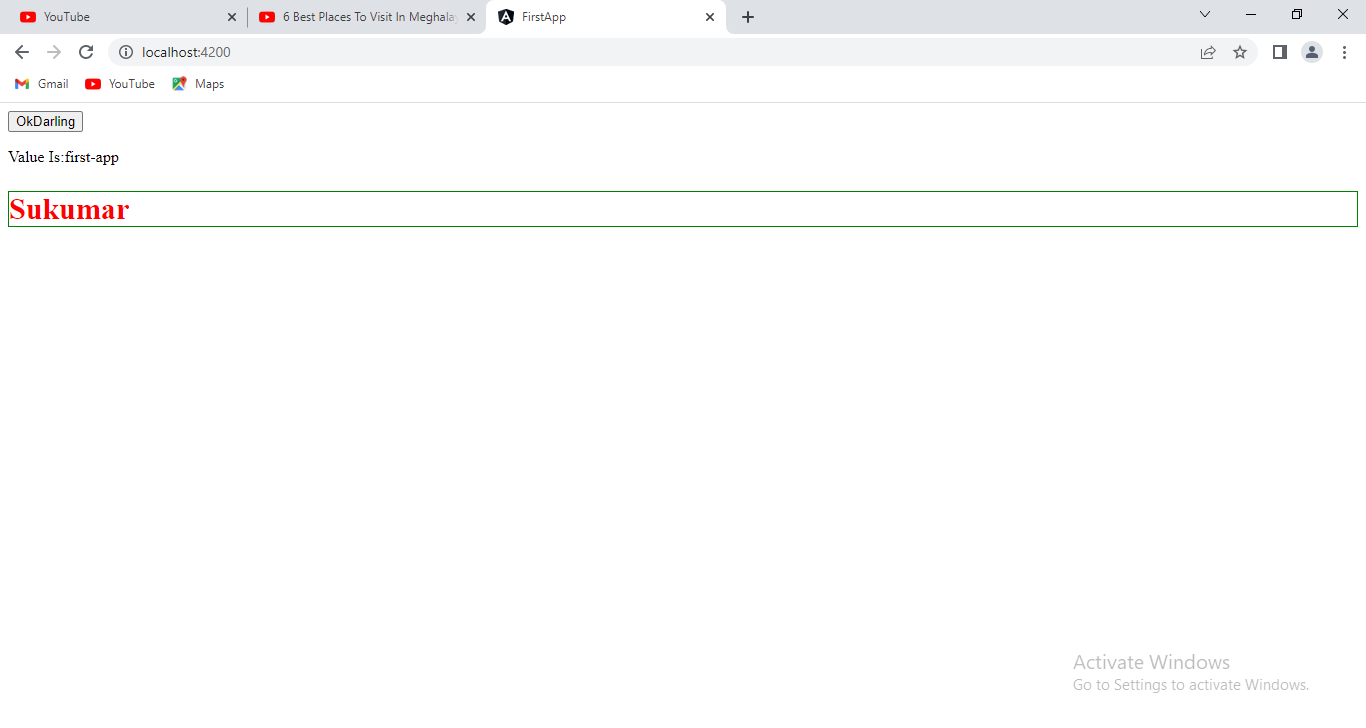 YouTube
6 Best Places To Visit In Meghala
FirstApp
localhost:4200
Gmail
YouTube
Maps
OkDarling
Value Is:first-app
Sukumar
Activate Windows
Go to Settings to activate Windows.